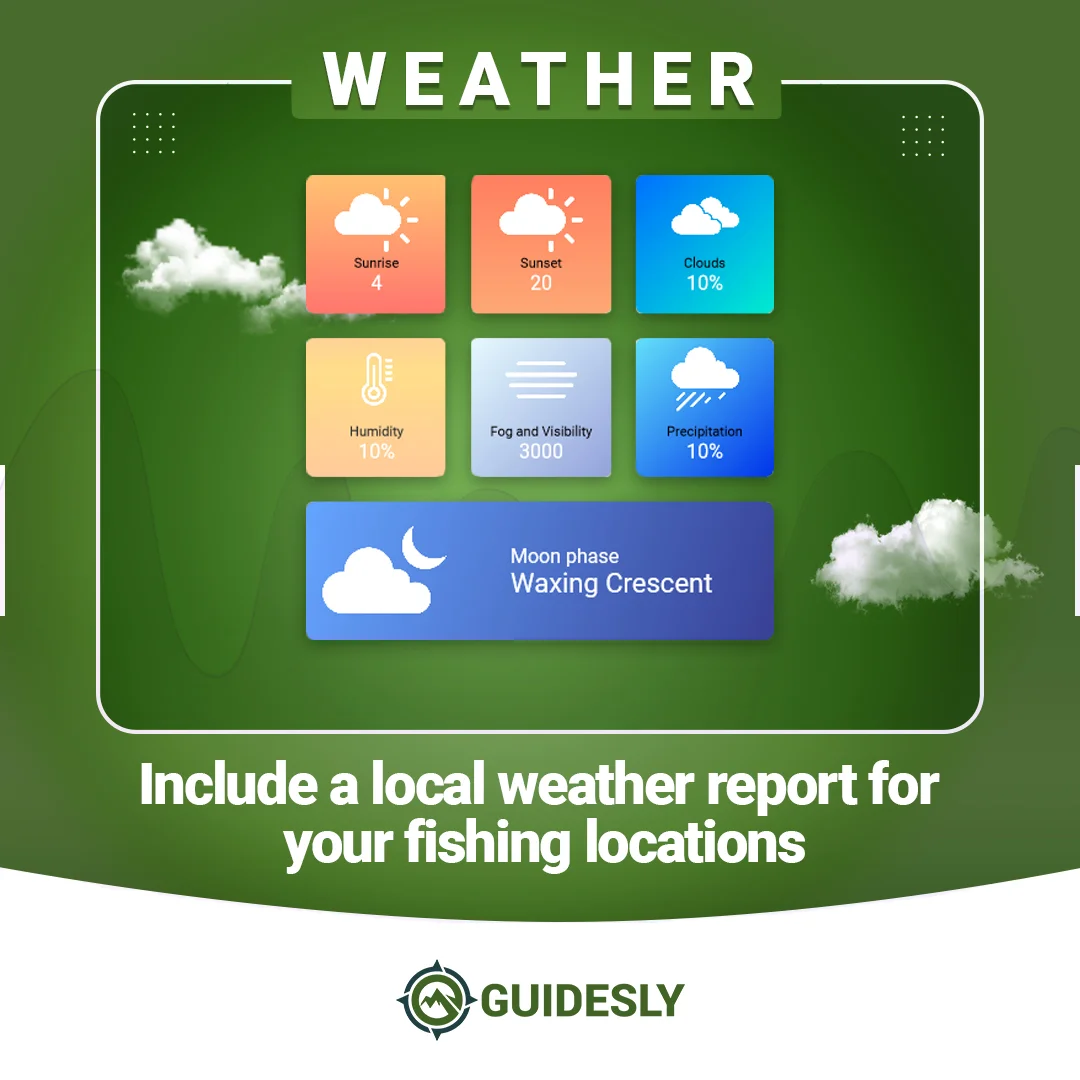 WEATHER
Sunrise
4
Sunset
20
Clouds
10%
Humidity
10%
Fog and Visibility
3000
Precipitation
10%
Moon phase
Waxing Crescent
Include a local weather report for
your fishing locations
GUIDESLY